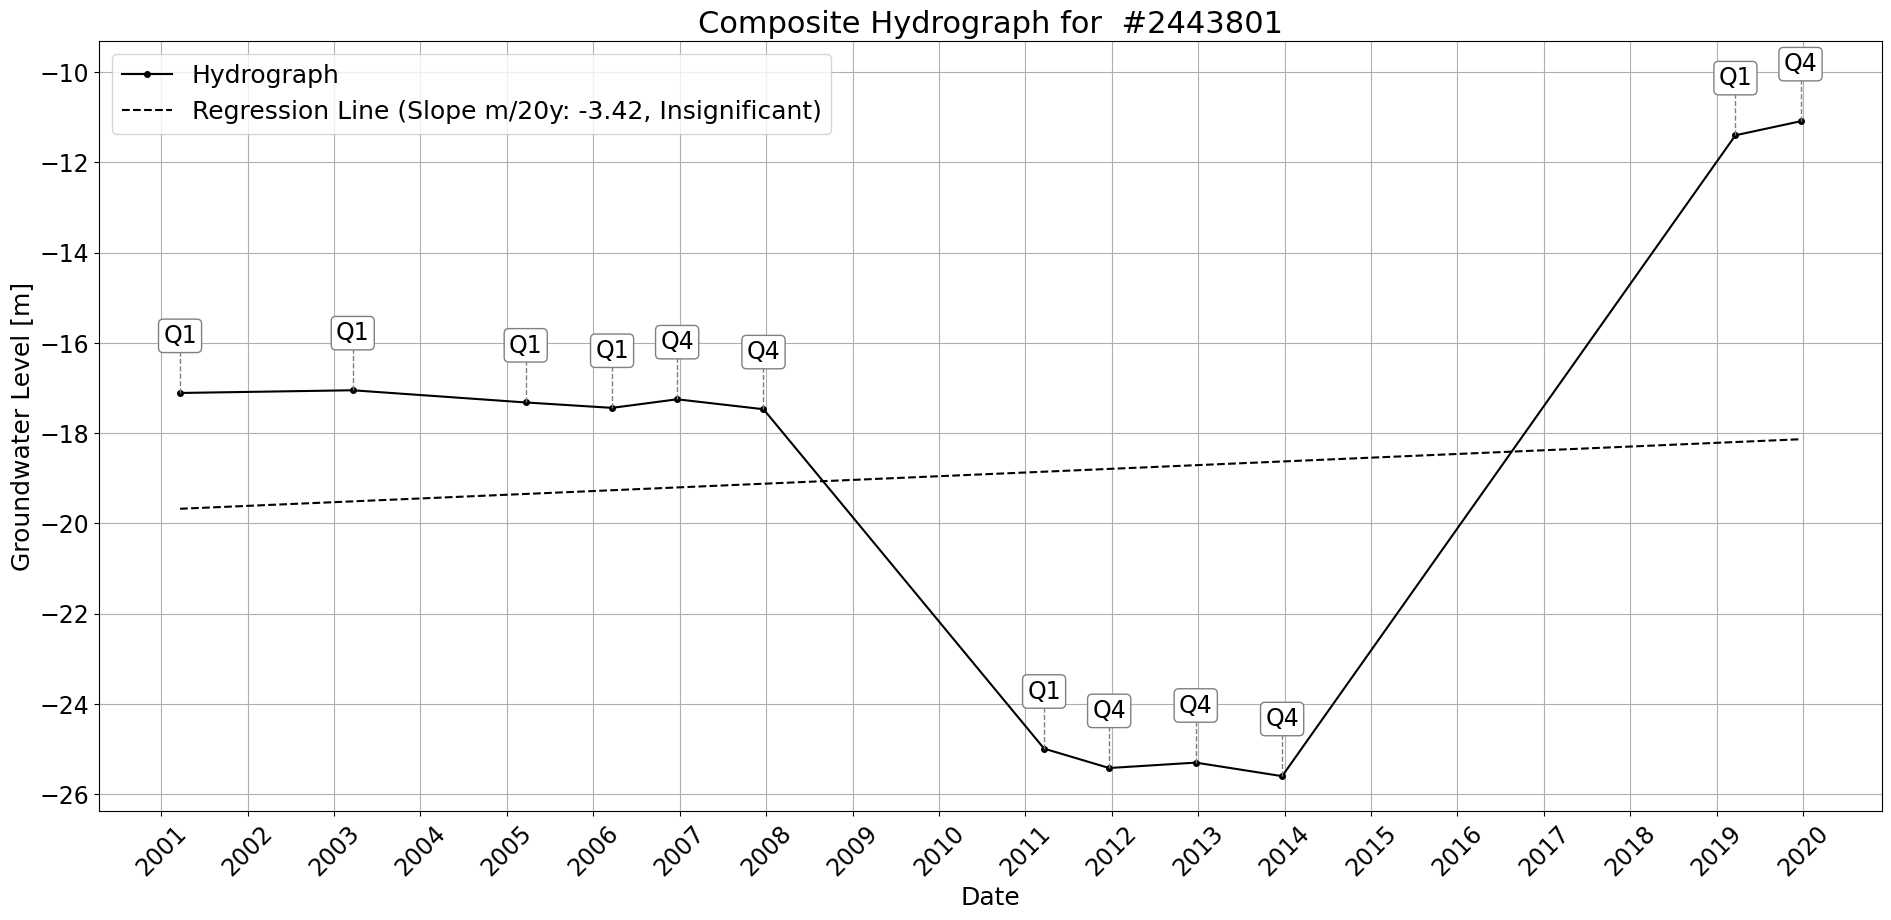 Composite Hydrograph for  #2443801
Hydrograph
Regression Line (Slope m/20y: -3.42, Insignificant)
Groundwater Level [m]
−10
−12
−14
−16
−18
−20
−22
−24
−26
Q1
Q1
Q1
Q1
Q4
Q4
Q1
Q4
Q4
Q4
Q1
Q4
2001
2002
2003
2004
2005
2006
2007
2008
2009
2010
2011
2012
2013
2014
2015
2016
2017
2018
2019
2020
Date